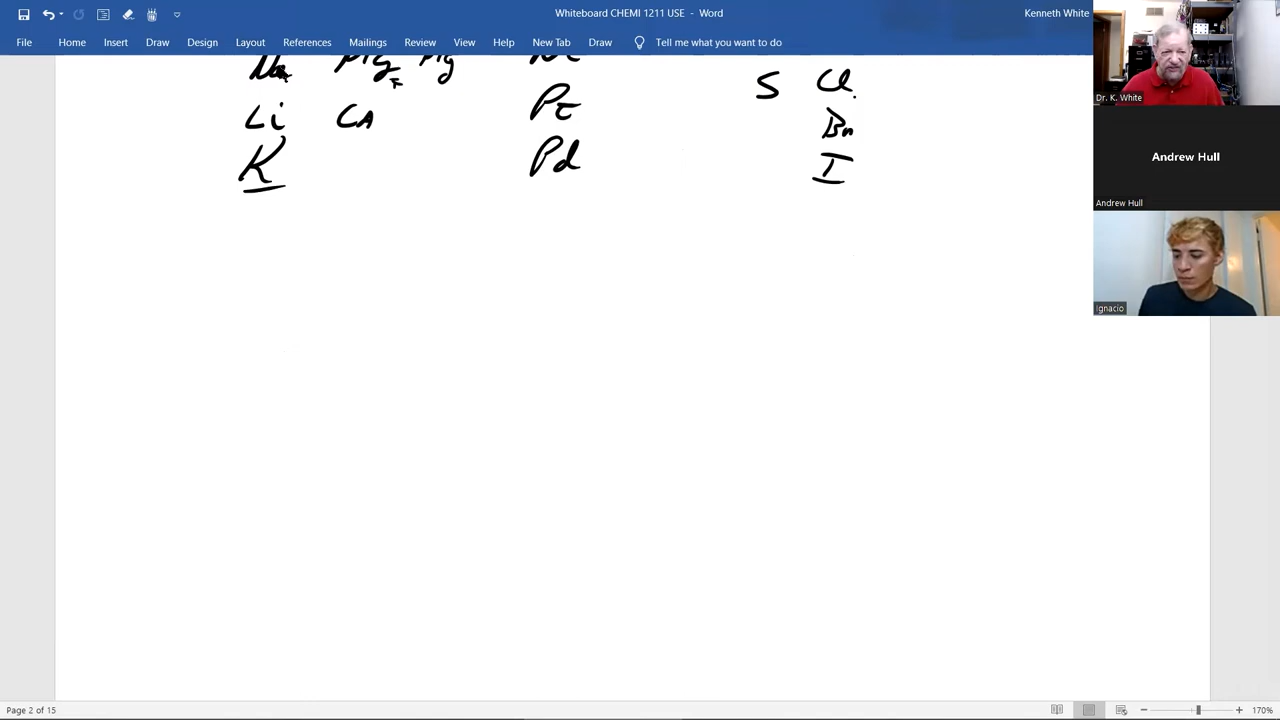 Whiteboard CHEMI 1211 USE - Word
Kenneth White
File Home Insert Draw Design Layout References Mailings Review View Help New Tab Draw Tell me what you want to do
Na Mg Mg
S Cl
Li CA Pt
Br
K Pd I
Dr. K. White
Andrew Hull
Andrew Hull
Ignacio
Page 2 of 15
170%